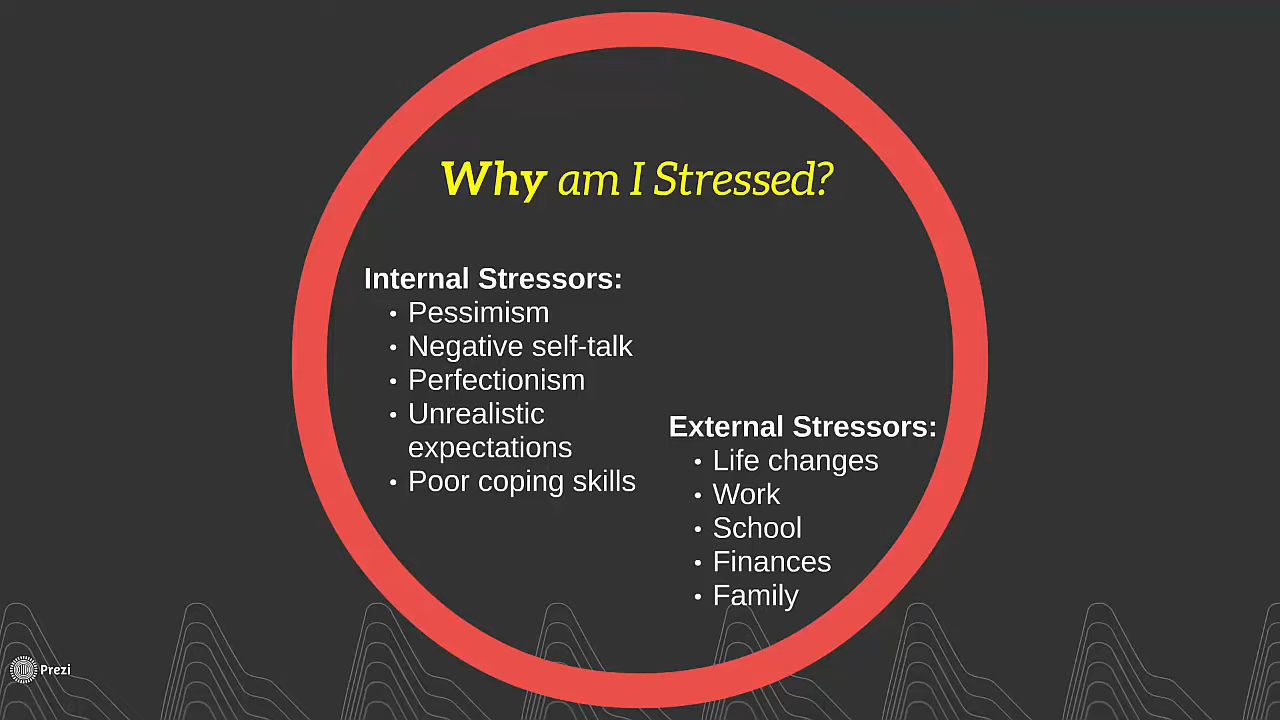 Why am I Stressed?
Internal Stressors:
• Pessimism
• Negative self-talk
• Perfectionism
• Unrealistic
expectations
• Poor coping skills
External Stressors:
• Life changes
• Work
• School
• Finances
• Family
Prezi